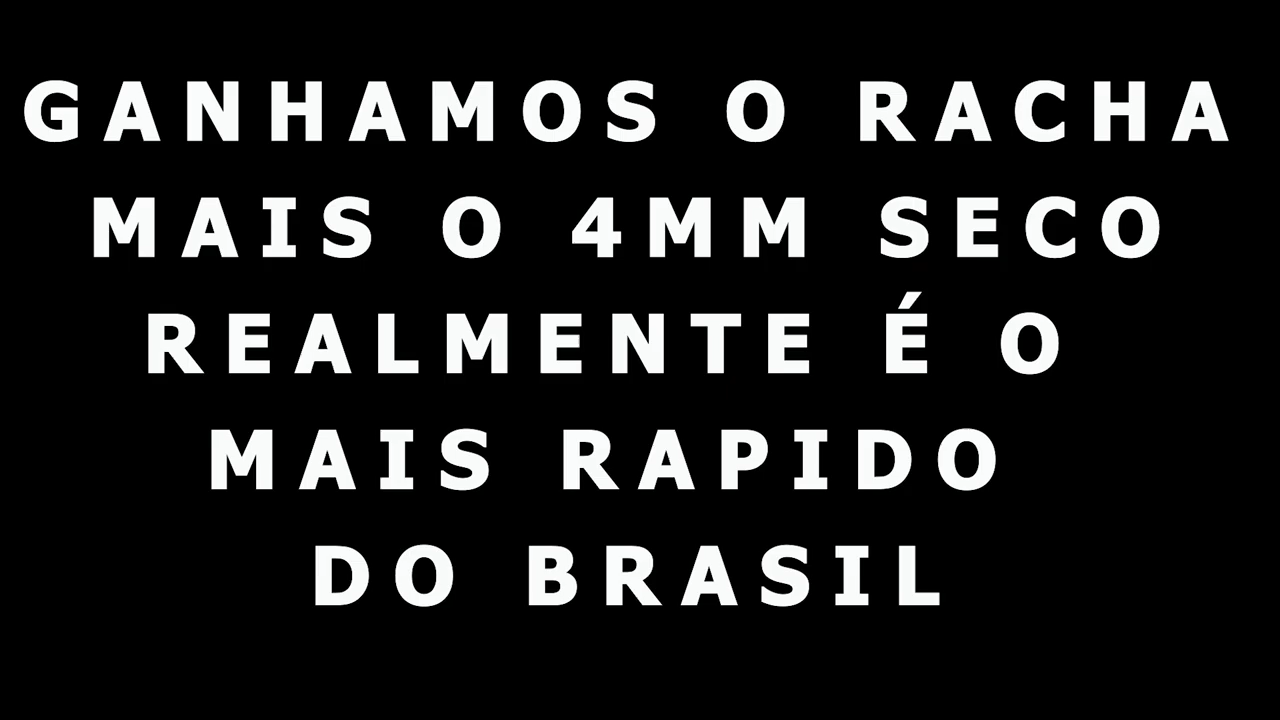 GANHAMOS O RACHA
MAIS O 4MM SECO
REALMENTE É O
MAIS RAPIDO
DO BRASIL